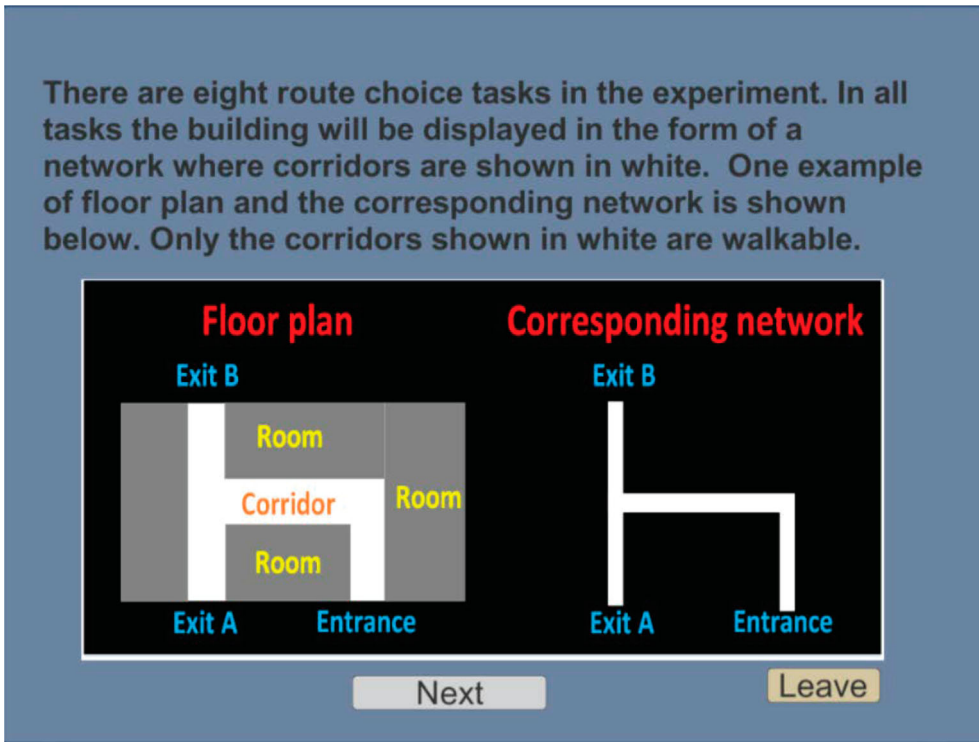 There are eight route choice tasks in the experiment. In all
tasks the building will be displayed in the form of a
network where corridors are shown in white.  One example
of floor plan and the corresponding network is shown
below. Only the corridors shown in white are walkable.
Floor plan
Corresponding network
Exit B
Exit B
Room
Corridor
Room
Room
Exit A
Entrance
Exit A
Entrance
Next
Leave